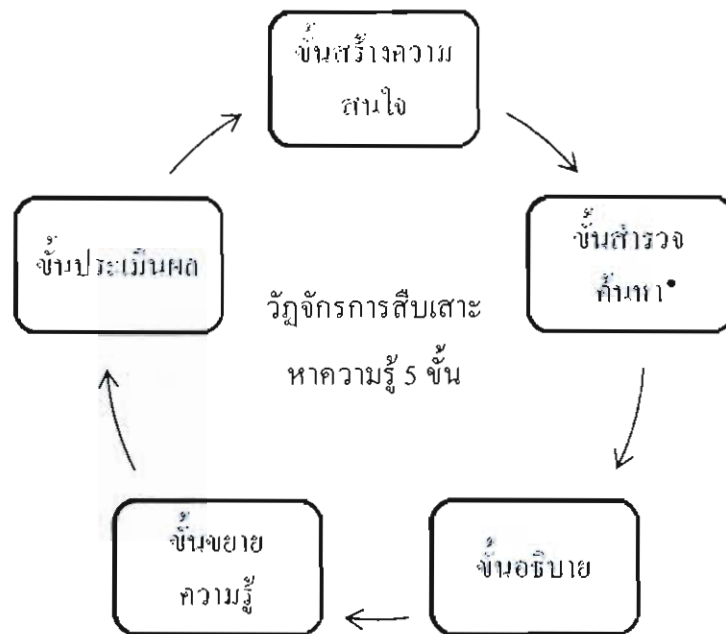 ขั้นสร้างความ
สนใจ
ขั้นสำรวจ
ค้นหา
ขั้นประเมินผล
วัฏจักรการสืบเสาะ
หาความรู้ 5 ขั้น
ขั้นขยาย
ความรู้
ขั้นอธิบาย